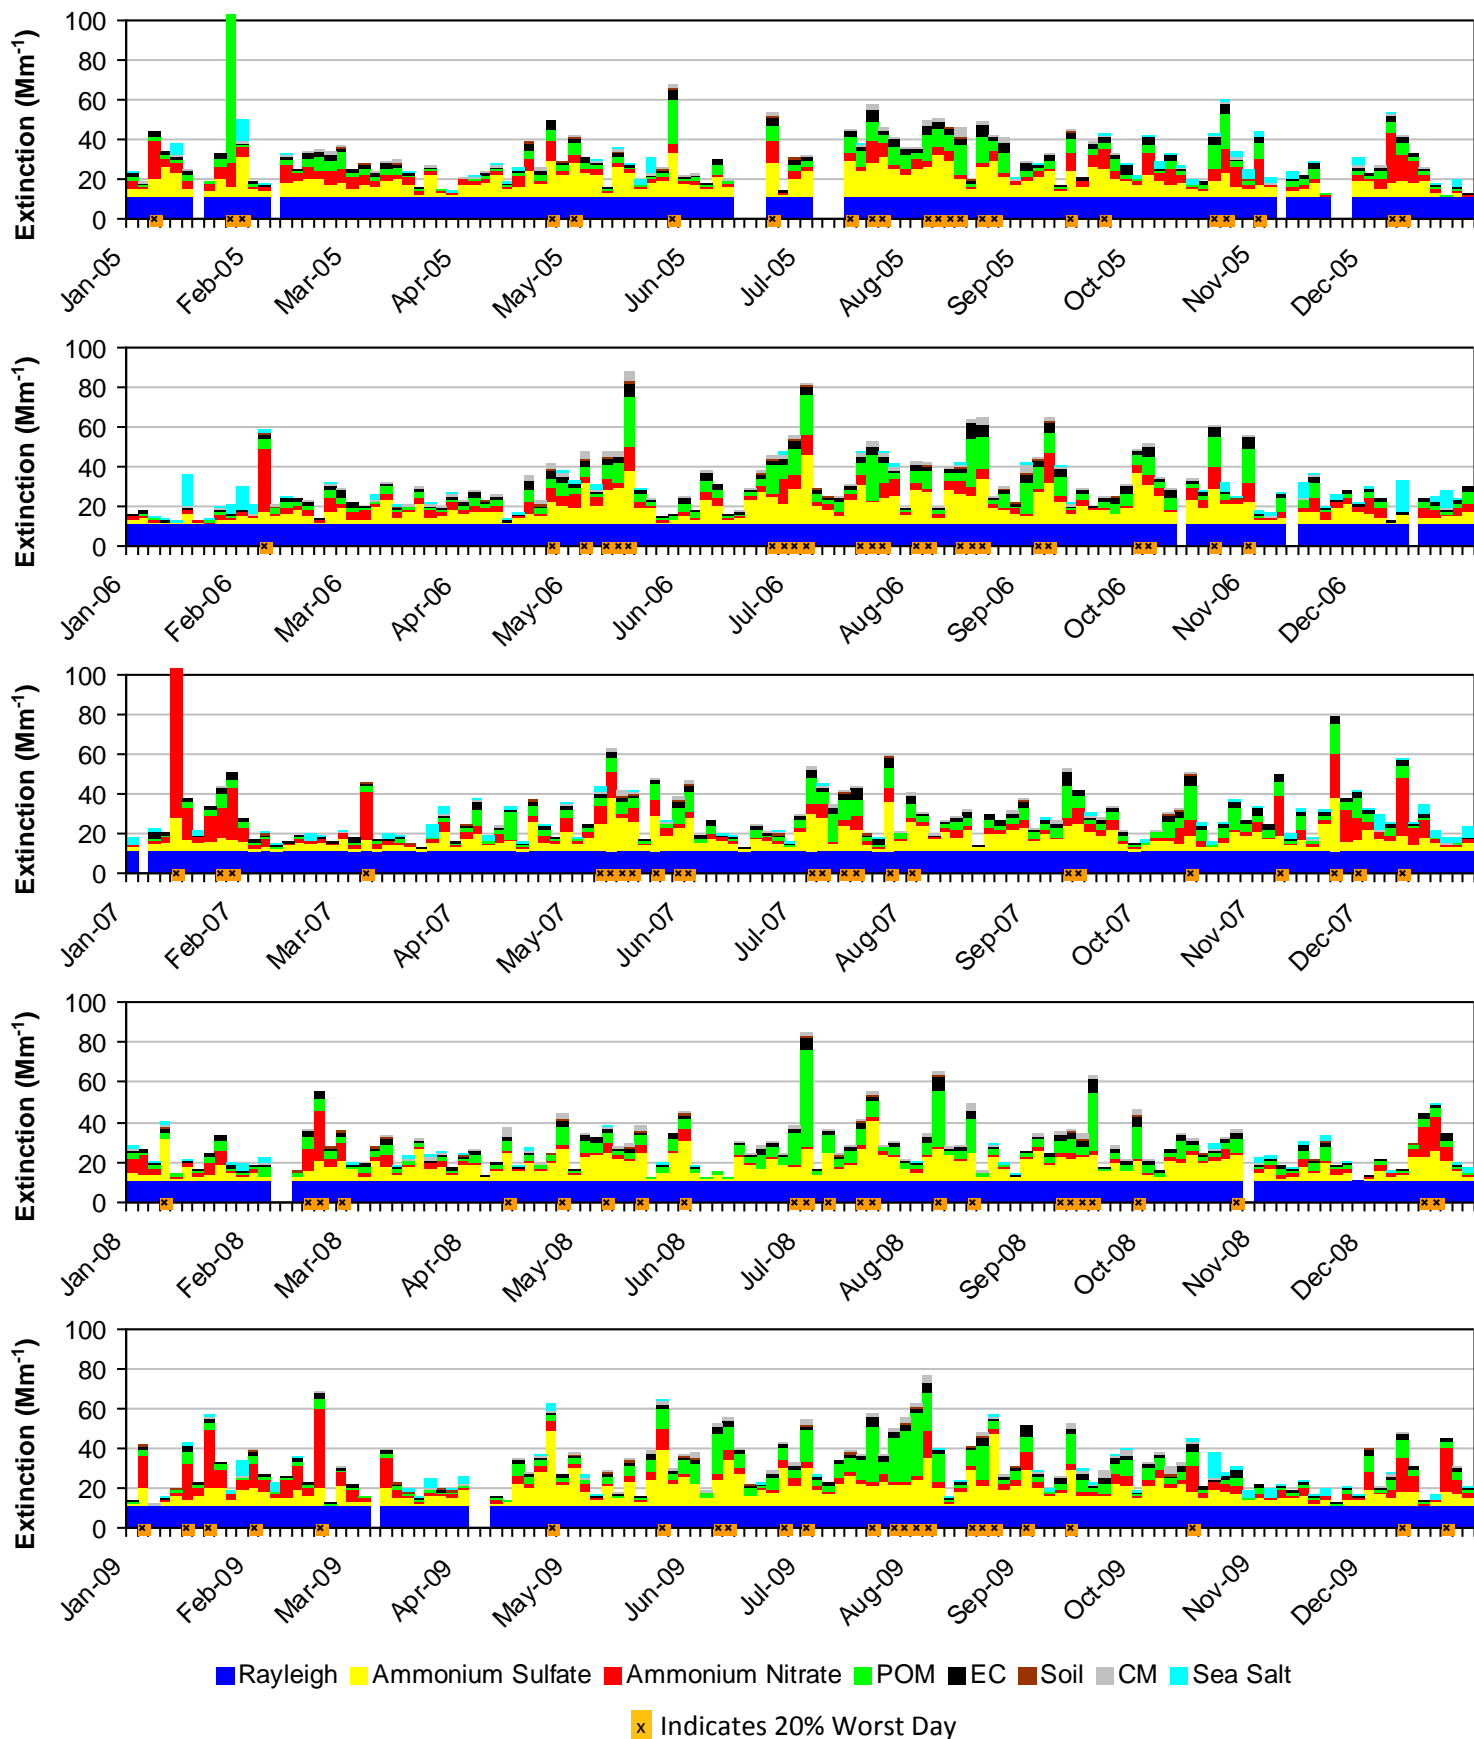 Extinction (Mm⁻¹)
100
80
60
40
20
0
Jan-05 Feb-05 Mar-05 Apr-05 May-05 Jun-05 Jul-05 Aug-05 Sep-05 Oct-05 Nov-05 Dec-05
Extinction (Mm⁻¹)
100
80
60
40
20
0
Jan-06 Feb-06 Mar-06 Apr-06 May-06 Jun-06 Jul-06 Aug-06 Sep-06 Oct-06 Nov-06 Dec-06
Extinction (Mm⁻¹)
100
80
60
40
20
0
Jan-07 Feb-07 Mar-07 Apr-07 May-07 Jun-07 Jul-07 Aug-07 Sep-07 Oct-07 Nov-07 Dec-07
Extinction (Mm⁻¹)
100
80
60
40
20
0
Jan-08 Feb-08 Mar-08 Apr-08 May-08 Jun-08 Jul-08 Aug-08 Sep-08 Oct-08 Nov-08 Dec-08
Extinction (Mm⁻¹)
100
80
60
40
20
0
Jan-09 Feb-09 Mar-09 Apr-09 May-09 Jun-09 Jul-09 Aug-09 Sep-09 Oct-09 Nov-09 Dec-09
Rayleigh Ammonium Sulfate Ammonium Nitrate POM EC Soil CM Sea Salt
x Indicates 20% Worst Day